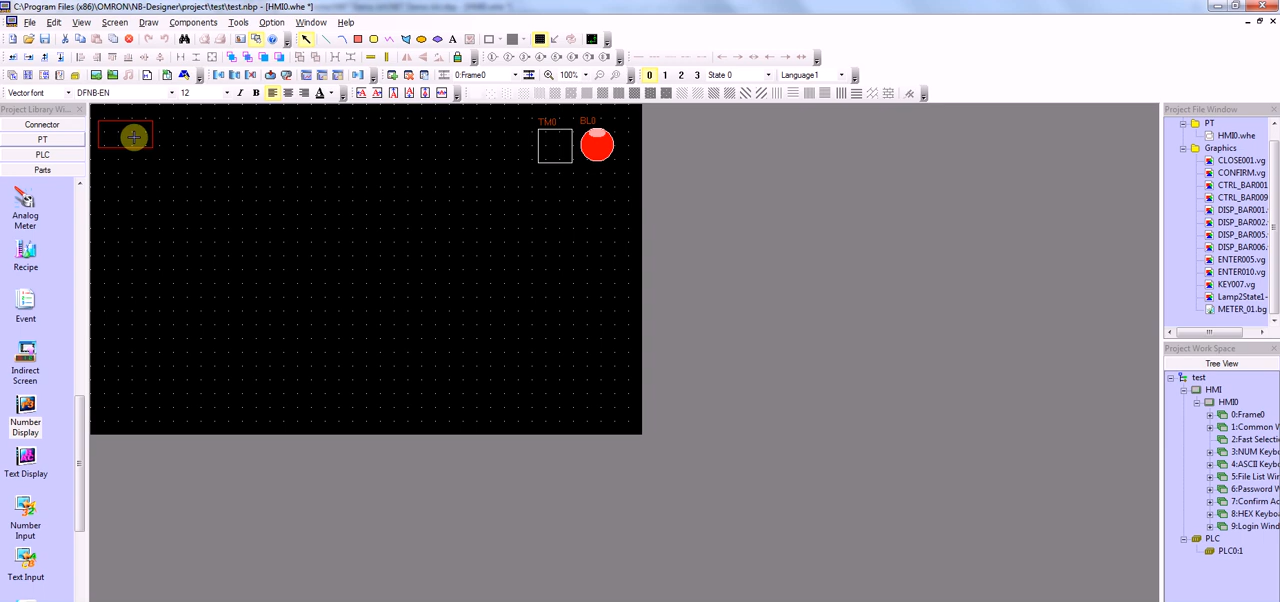 C:\Program Files (x86)\OMRON\NB-Designer\project\test\test.nbp - [HMI0.whe *]
File Edit View Screen Draw Components Tools Option Window Help
0:Frame0 100% 0 1 2 3 State 0 Language1
Vector font DFNB-EN 12
Project Library Wi...
Connector
PT
PLC
Parts
Analog
Meter
Recipe
Event
Indirect
Screen
Number
Display
Text Display
Number
Input
Text Input
TM0 BL0
Project File Window
PT
HMI0.whe
Graphics
CLOSE001.vg
CONFIRM.vg
CTRL_BAR001
CTRL_BAR009
DISP_BAR001.
DISP_BAR002.
DISP_BAR005.
DISP_BAR006.
ENTER005.vg
ENTER010.vg
KEY007.vg
Lamp2State1-
METER_01.bg
Project Work Space
Tree View
test
HMI
HMI0
0:Frame0
1:Common W
2:Fast Selecti
3:NUM Keybo
4:ASCII Keybo
5:File List Win
6:Password W
7:Confirm Ac
8:HEX Keyboa
9:Login Wind
PLC
PLC0:1